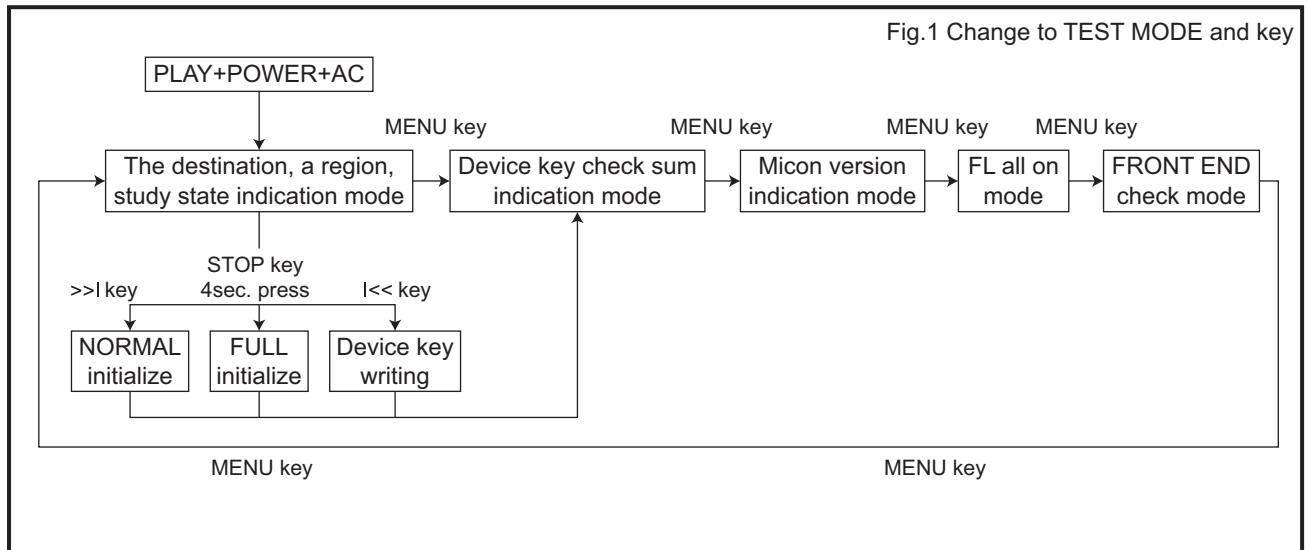 Fig.1 Change to TEST MODE and key
PLAY+POWER+AC
MENU key
MENU key
MENU key
MENU key
The destination, a region,
study state indication mode
Device key check sum
indication mode
Micon version
indication mode
FL all on
mode
FRONT END
check mode
STOP key
4sec. press
>>I key
I<< key
NORMAL
initialize
FULL
initialize
Device key
writing
MENU key
MENU key